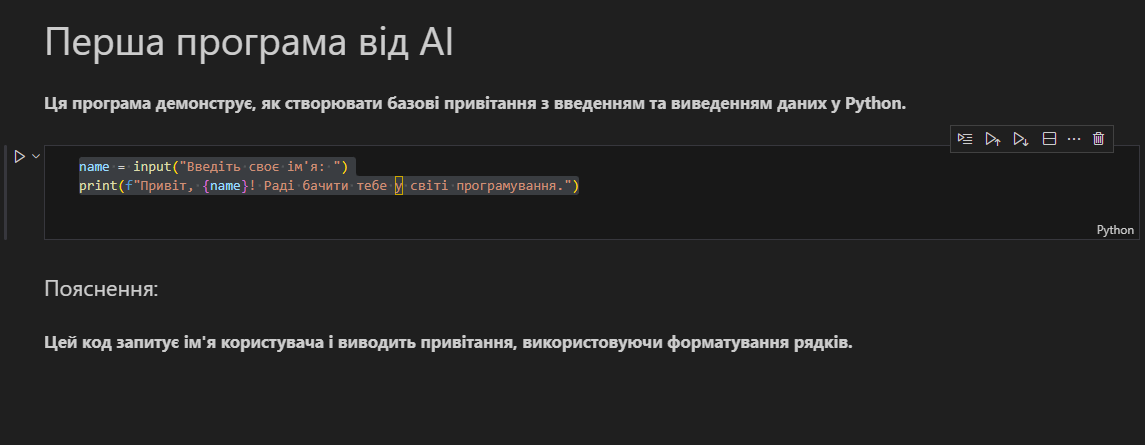 Перша програма від AI
Ця програма демонструє, як створювати базові привітання з введенням та виведенням даних у Python.
name = input("Введіть своє ім'я: ")
print(f"Привіт, {name}! Раді бачити тебе у світі програмування.")
Python
Пояснення:
Цей код запитує ім'я користувача і виводить привітання, використовуючи форматування рядків.